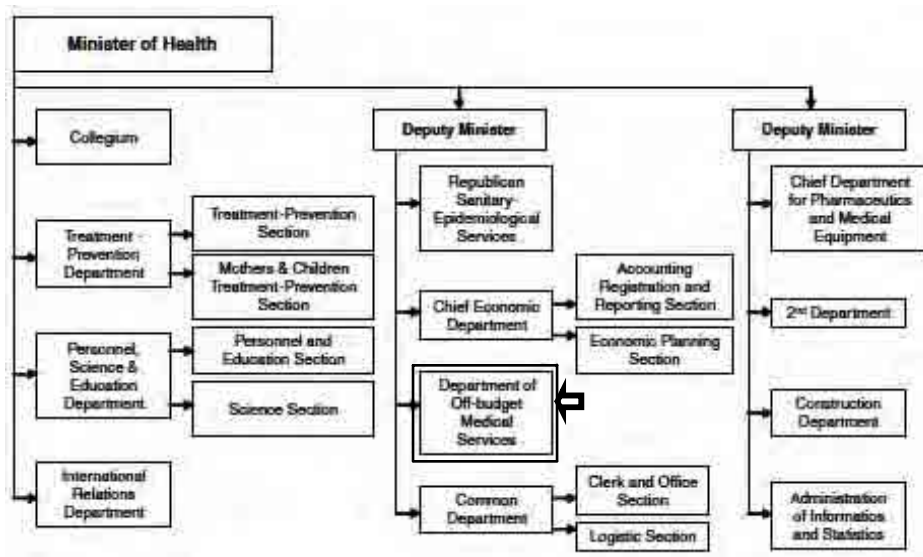 Minister of Health
Collegium
Treatment -
Prevention
Department
Treatment-Prevention
Section
Mothers & Children
Treatment-Prevention
Section
Personnel,
Science &
Education
Department.
Personnel and
Education Section
Science Section
International
Relations
Department
Deputy Minister
Republican
Sanitary-
Epidemiological
Services
Chief Economic
Department
Accounting
Registration and
Reporting Section
Economic Planning
Section
Department of
Off-budget
Medical
Services
Common
Department
Clerk and Office
Section
Logistic Section
Deputy Minister
Chief Department
for Pharmaceutics
and Medical
Equipment
2nd Department
Construction
Department
Administration
of Informatics
and Statistics